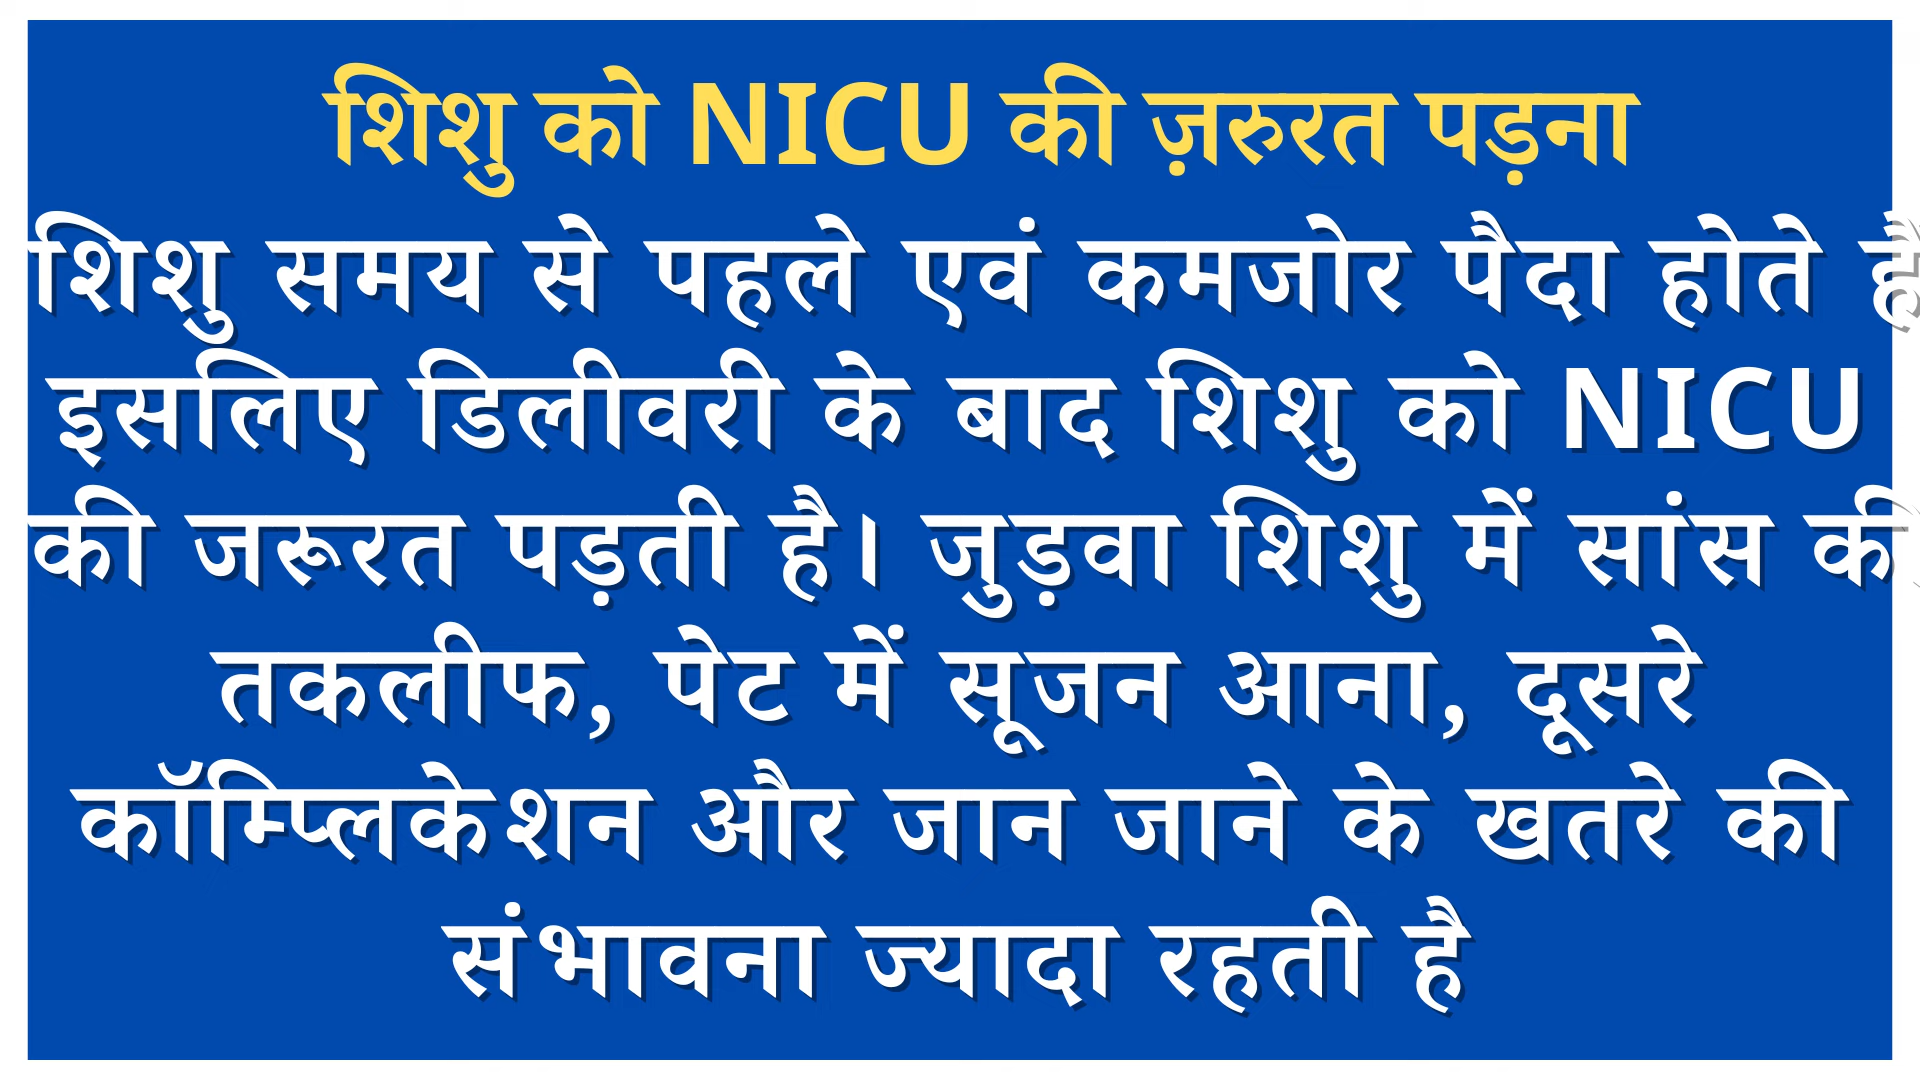 शिशु को NICU की ज़रुरत पड़ना
शिशु समय से पहले एवं कमजोर पैदा होते है
इसलिए डिलीवरी के बाद शिशु को NICU
की जरूरत पड़ती है। जुड़वा शिशु में सांस की
तकलीफ, पेट में सूजन आना, दूसरे
कॉम्प्लिकेशन और जान जाने के खतरे की
संभावना ज्यादा रहती है